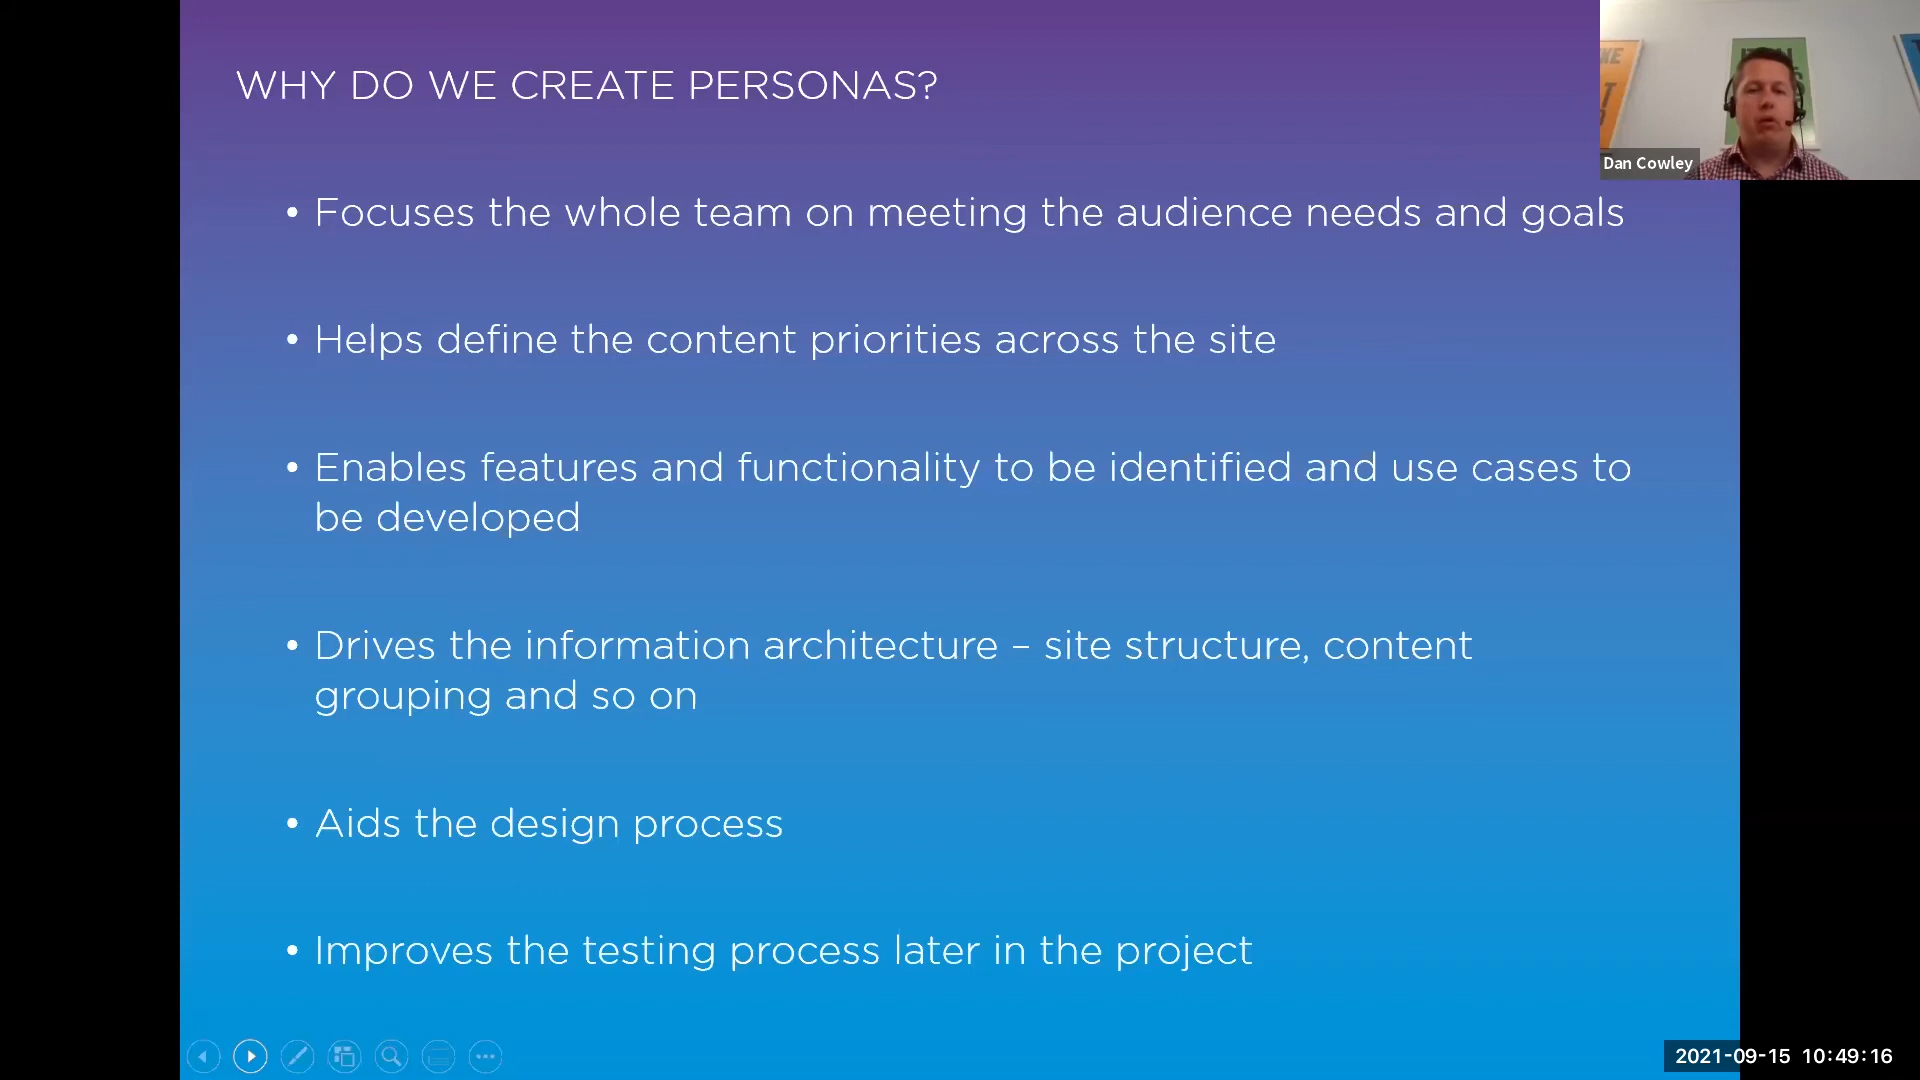 WHY DO WE CREATE PERSONAS?
• Focuses the whole team on meeting the audience needs and goals
• Helps define the content priorities across the site
• Enables features and functionality to be identified and use cases to
be developed
• Drives the information architecture – site structure, content
grouping and so on
• Aids the design process
• Improves the testing process later in the project
Dan Cowley
2021-09-15 10:49:16